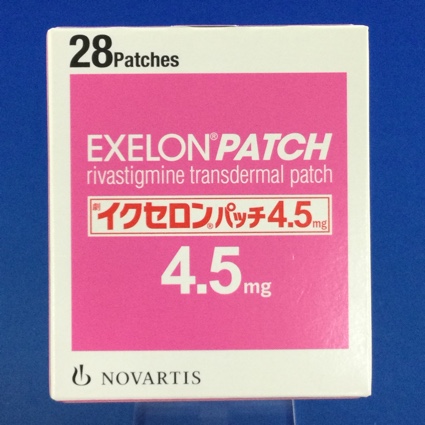 28Patches
EXELON® PATCH
rivastigmine transdermal patch
劇 イクセロン®パッチ4.5mg
4.5mg
NOVARTIS